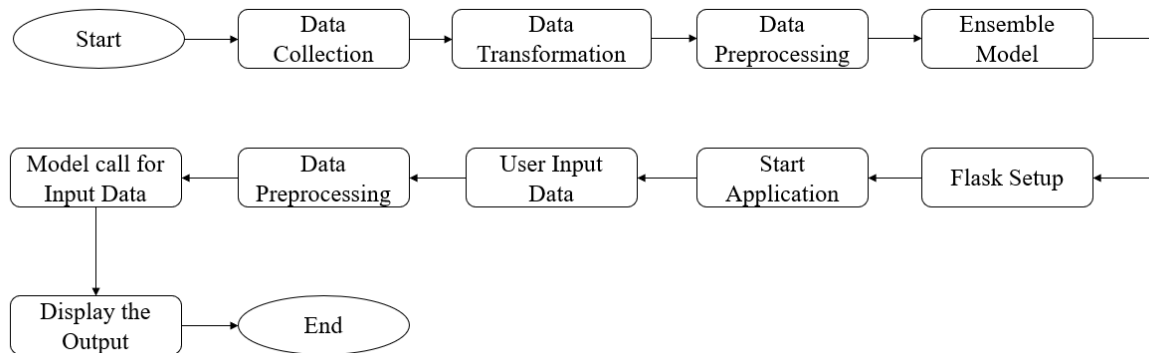 Start
Data
Collection
Data
Transformation
Data
Preprocessing
Ensemble
Model
Flask Setup
Start
Application
User Input
Data
Data
Preprocessing
Model call for
Input Data
Display the
Output
End